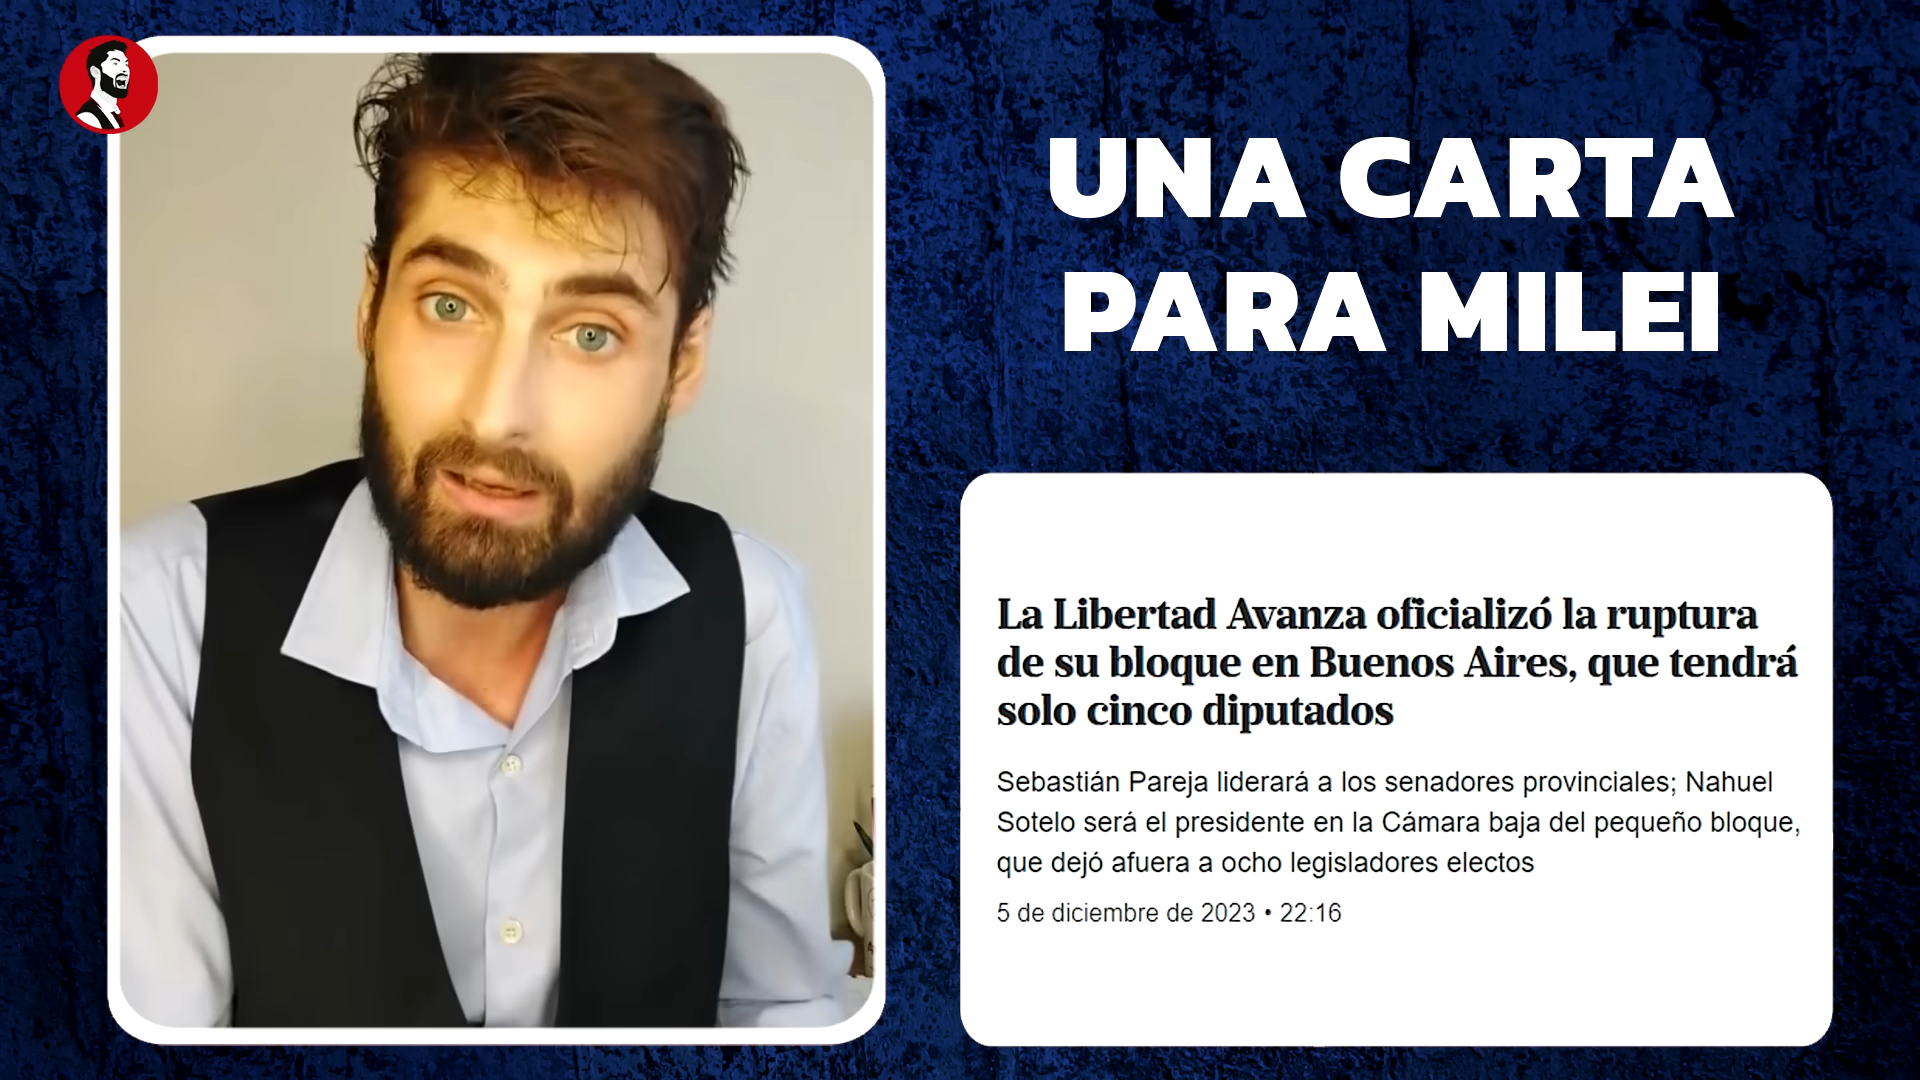 UNA CARTA
PARA MILEI
La Libertad Avanza oficializó la ruptura
de su bloque en Buenos Aires, que tendrá
solo cinco diputados
Sebastián Pareja liderará a los senadores provinciales; Nahuel
Sotelo será el presidente en la Cámara baja del pequeño bloque,
que dejó afuera a ocho legisladores electos
5 de diciembre de 2023 • 22:16